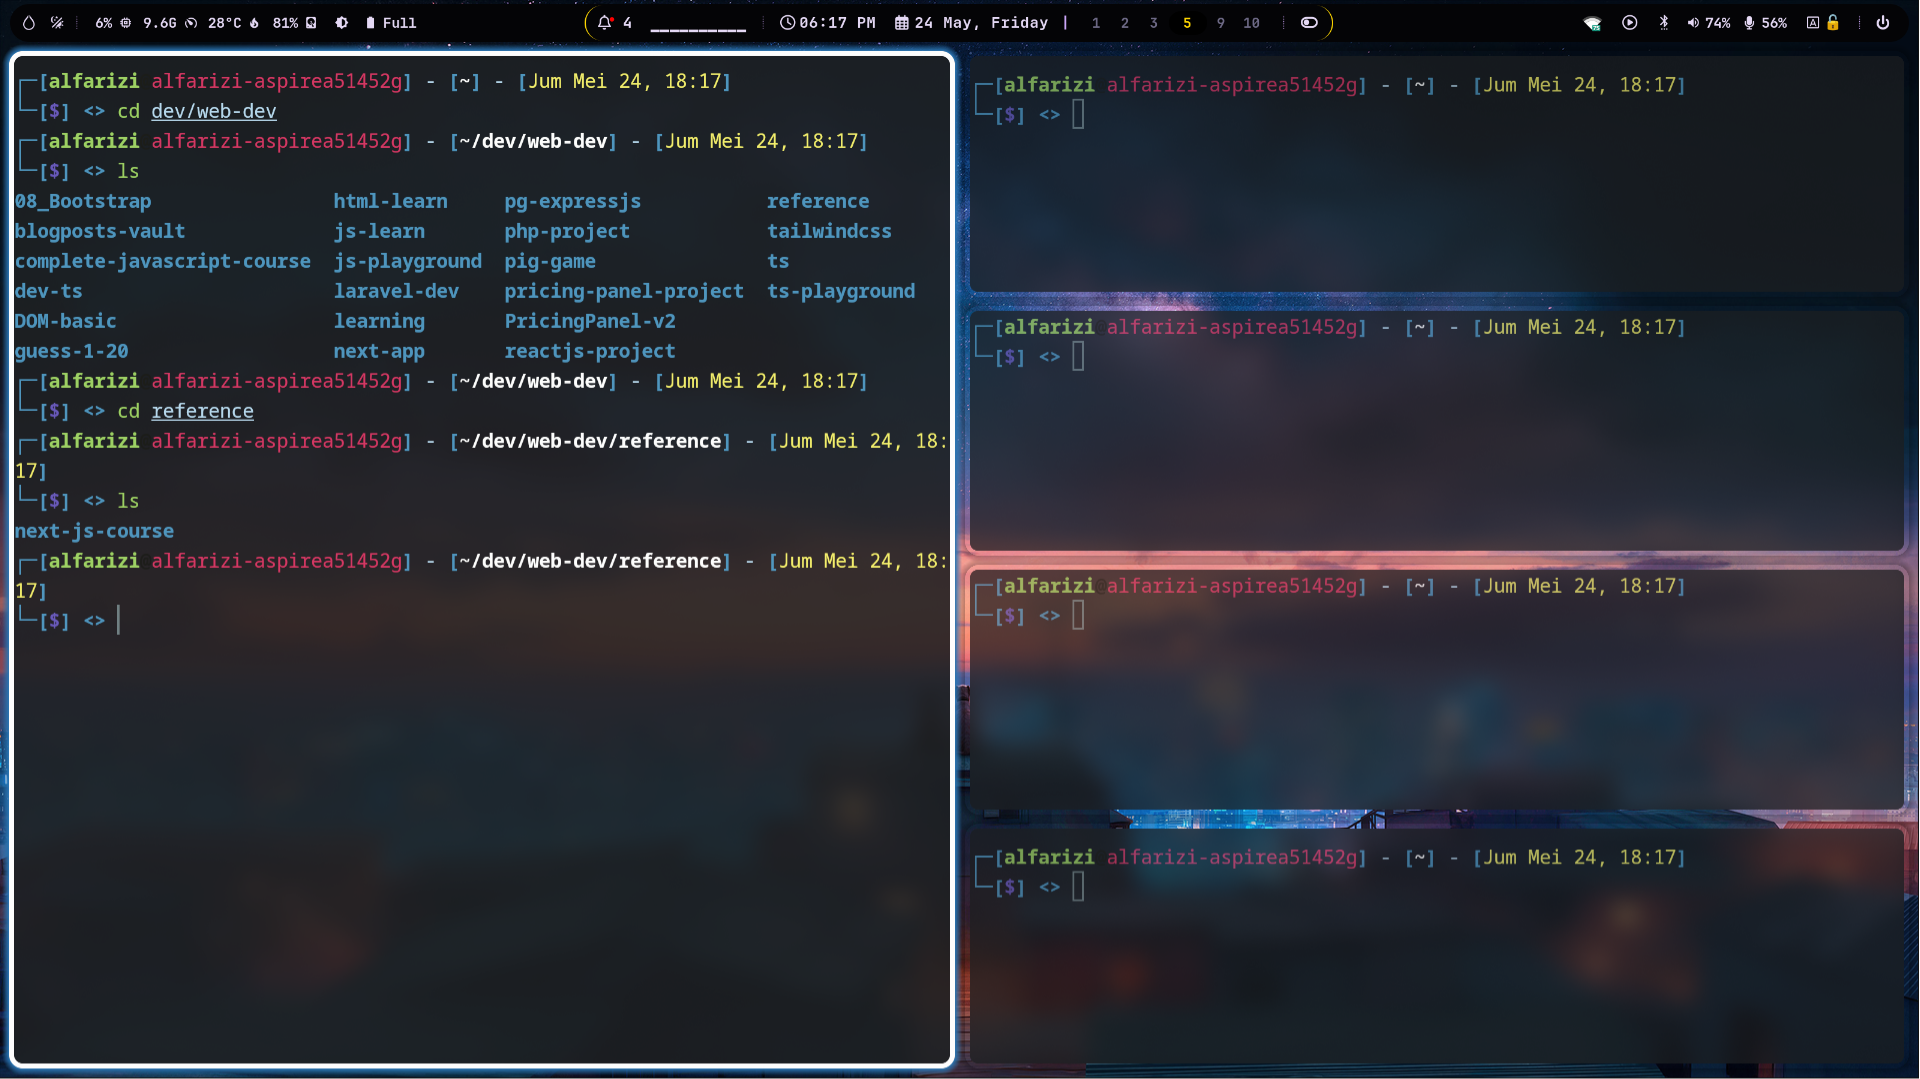 6% 9.6G 28°C 81% Full 4 06:17 PM 24 May, Friday | 1 2 3 5 9 10 74% 56% A
┌─[alfarizi alfarizi-aspirea51452g] - [~] - [Jum Mei 24, 18:17]
└─[$] <> cd dev/web-dev
┌─[alfarizi alfarizi-aspirea51452g] - [~/dev/web-dev] - [Jum Mei 24, 18:17]
└─[$] <> ls
08_Bootstrap html-learn pg-expressjs reference
blogposts-vault js-learn php-project tailwindcss
complete-javascript-course js-playground pig-game ts
dev-ts laravel-dev pricing-panel-project ts-playground
DOM-basic learning PricingPanel-v2
guess-1-20 next-app reactjs-project
┌─[alfarizi alfarizi-aspirea51452g] - [~/dev/web-dev] - [Jum Mei 24, 18:17]
└─[$] <> cd reference
┌─[alfarizi alfarizi-aspirea51452g] - [~/dev/web-dev/reference] - [Jum Mei 24, 18:
17]
└─[$] <> ls
next-js-course
┌─[alfarizi alfarizi-aspirea51452g] - [~/dev/web-dev/reference] - [Jum Mei 24, 18:
17]
└─[$] <>
┌─[alfarizi alfarizi-aspirea51452g] - [~] - [Jum Mei 24, 18:17]
└─[$] <>
┌─[alfarizi alfarizi-aspirea51452g] - [~] - [Jum Mei 24, 18:17]
└─[$] <>
┌─[alfarizi@alfarizi-aspirea51452g] - [~] - [Jum Mei 24, 18:17]
└─[$] <>
┌─[alfarizi alfarizi-aspirea51452g] - [~] - [Jum Mei 24, 18:17]
└─[$] <>